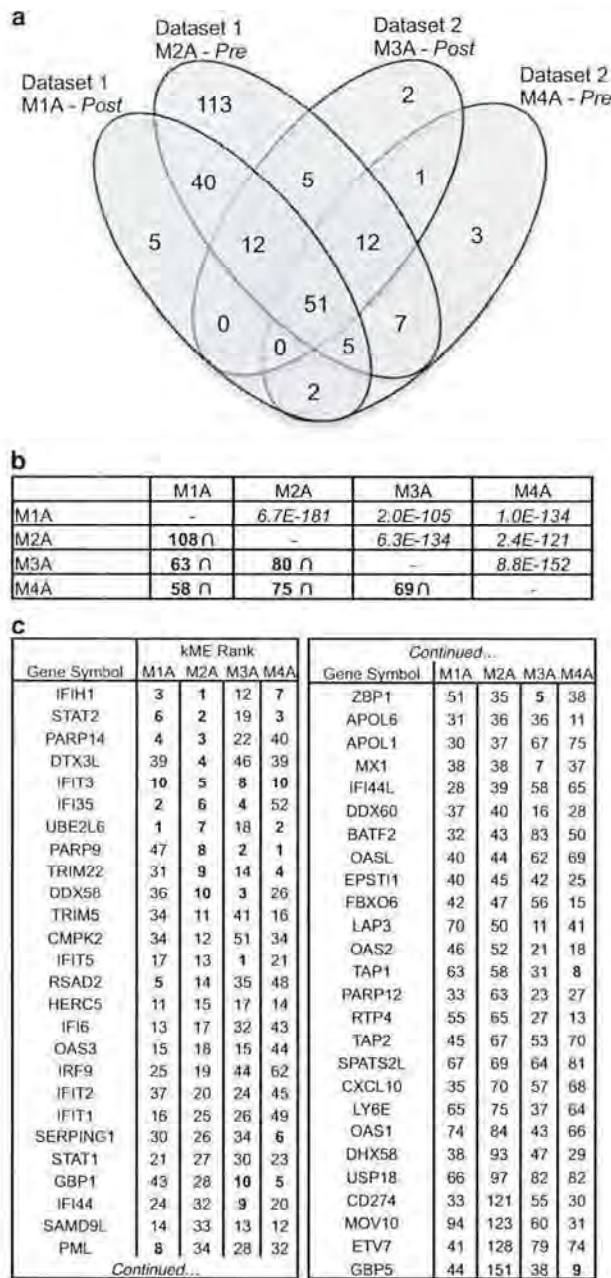 a
Dataset 1
M1A - Post
Dataset 1
M2A - Pre
Dataset 2
M3A - Post
Dataset 2
M4A - Pre
113
2
40
5
1
5
12
12
3
51
0
0
5
7
2
b
M1A M2A M3A M4A
M1A - 6.7E-181 2.0E-105 1.0E-134
M2A 108 ∩ - 6.3E-134 2.4E-121
M3A 63 ∩ 80 ∩ - 8.8E-152
M4A 58 ∩ 75 ∩ 69 ∩ -
c
kME Rank
Gene Symbol M1A M2A M3A M4A
IFIH1 3 1 12 7
STAT2 6 2 19 3
PARP14 4 3 22 40
DTX3L 39 4 46 39
IFIT3 10 5 8 10
IFI35 2 6 4 52
UBE2L6 1 7 18 2
PARP9 47 8 2 1
TRIM22 31 9 14 4
DDX58 36 10 3 26
TRIM5 34 11 41 16
CMPK2 34 12 51 34
IFIT5 17 13 1 21
RSAD2 5 14 35 48
HERC5 11 15 17 14
IFI6 13 17 32 43
OAS3 15 18 15 44
IRF9 25 19 44 62
IFIT2 37 20 24 45
IFIT1 16 25 26 49
SERPING1 30 26 34 6
STAT1 21 27 30 23
GBP1 43 28 10 5
IFI44 24 32 9 20
SAMD9L 14 33 13 12
PML 8 34 28 32
Continued...
Continued...
Gene Symbol M1A M2A M3A M4A
ZBP1 51 35 5 38
APOL6 31 36 36 11
APOL1 30 37 67 75
MX1 38 38 7 37
IFI44L 28 39 58 65
DDX60 37 40 16 28
BATF2 32 43 83 50
OASL 40 44 62 69
EPSTI1 40 45 42 25
FBXO6 42 47 56 15
LAP3 70 50 11 41
OAS2 46 52 21 18
TAP1 63 58 31 8
PARP12 33 63 23 27
RTP4 55 65 27 13
TAP2 45 67 53 70
SPATS2L 67 69 64 81
CXCL10 35 70 57 68
LY6E 65 75 37 64
OAS1 74 84 43 66
DHX58 38 93 47 29
USP18 66 97 82 82
CD274 33 121 55 30
MOV10 94 123 60 31
ETV7 41 128 79 74
GBP5 44 151 38 9